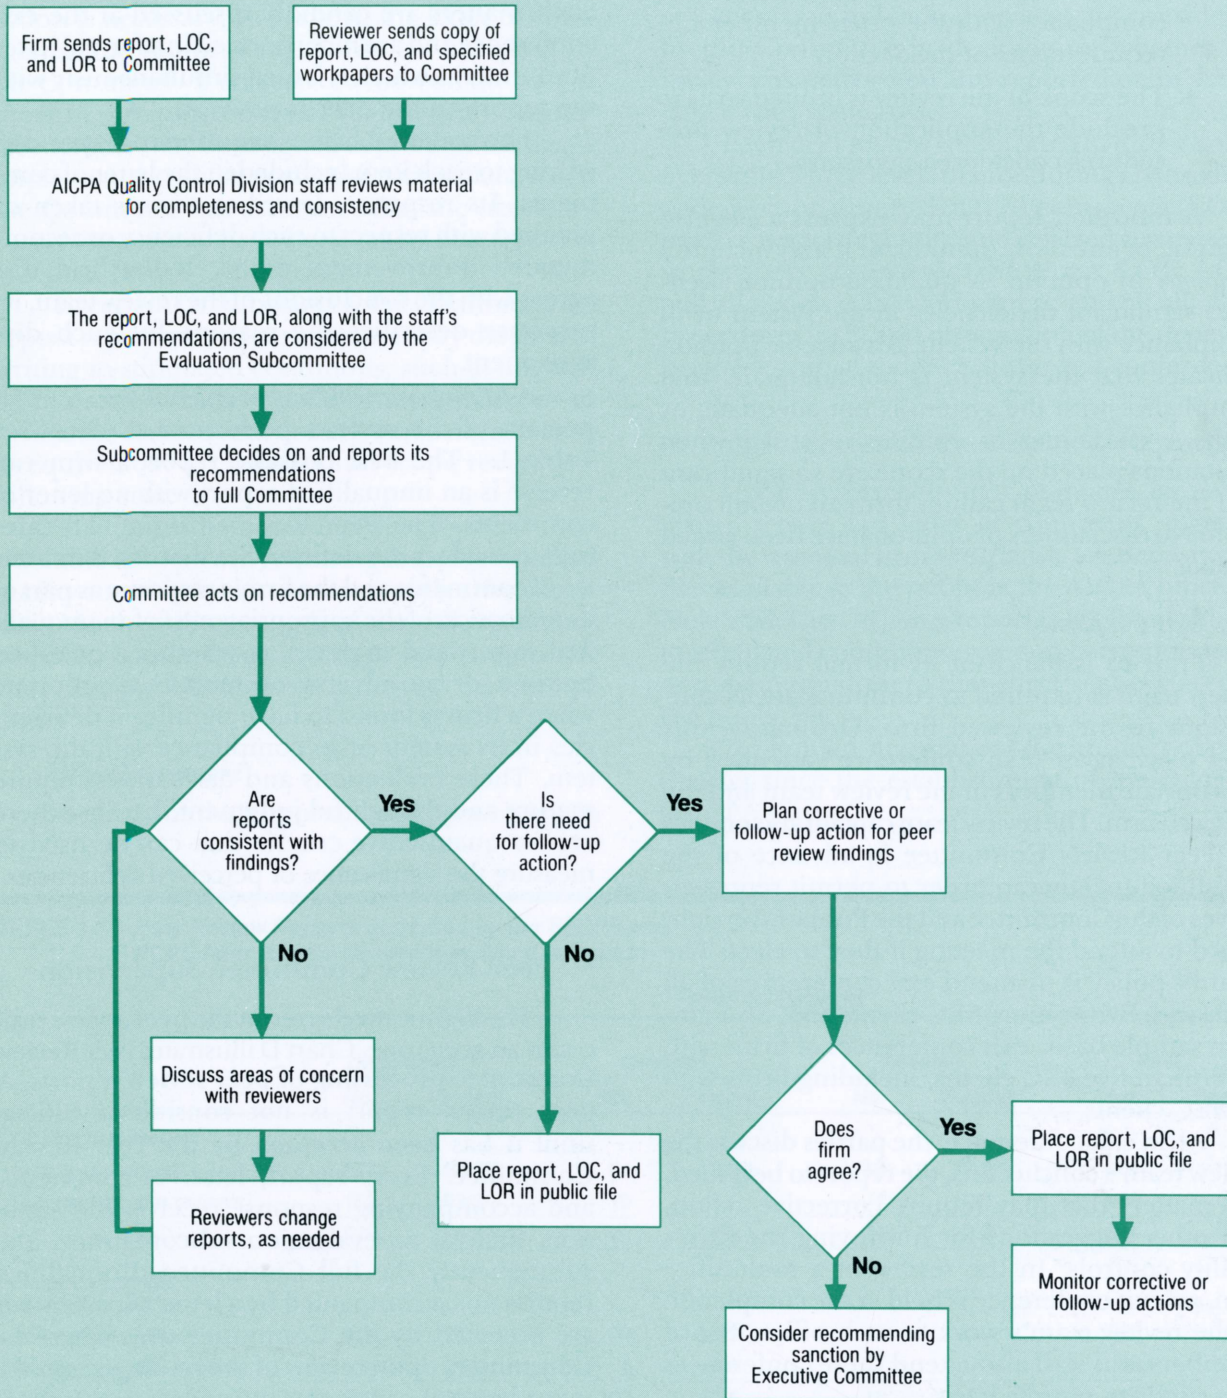 Firm sends report, LOC,
and LOR to Committee
Reviewer sends copy of
report, LOC, and specified
workpapers to Committee
AICPA Quality Control Division staff reviews material
for completeness and consistency
The report, LOC, and LOR, along with the staff's
recommendations, are considered by the
Evaluation Subcommittee
Subcommittee decides on and reports its
recommendations
to full Committee
Committee acts on recommendations
Are
reports
consistent with
findings?
Yes
Is
there need
for follow-up
action?
Yes
Plan corrective or
follow-up action for peer
review findings
No
No
Discuss areas of concern
with reviewers
Reviewers change
reports, as needed
Place report, LOC, and
LOR in public file
Does
firm
agree?
Yes
Place report, LOC, and
LOR in public file
No
Monitor corrective or
follow-up actions
Consider recommending
sanction by
Executive Committee